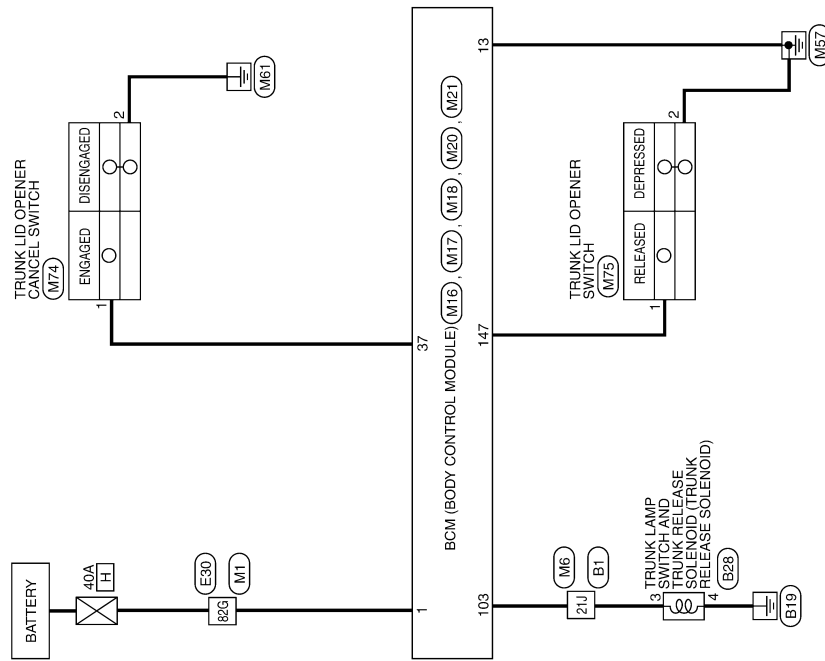 BATTERY
40A
H
82G
E30
M1
1
TRUNK LID OPENER
CANCEL SWITCH
M74
ENGAGED
DISENGAGED
1
2
M61
37
BCM (BODY CONTROL MODULE) M16 , M17 , M18 , M20 , M21
103
147
13
21J
M6
B1
3
4
TRUNK LAMP
SWITCH AND
TRUNK RELEASE
SOLENOID (TRUNK
RELEASE SOLENOID)
B28
B19
TRUNK LID OPENER
SWITCH
M75
RELEASED
DEPRESSED
1
2
M57